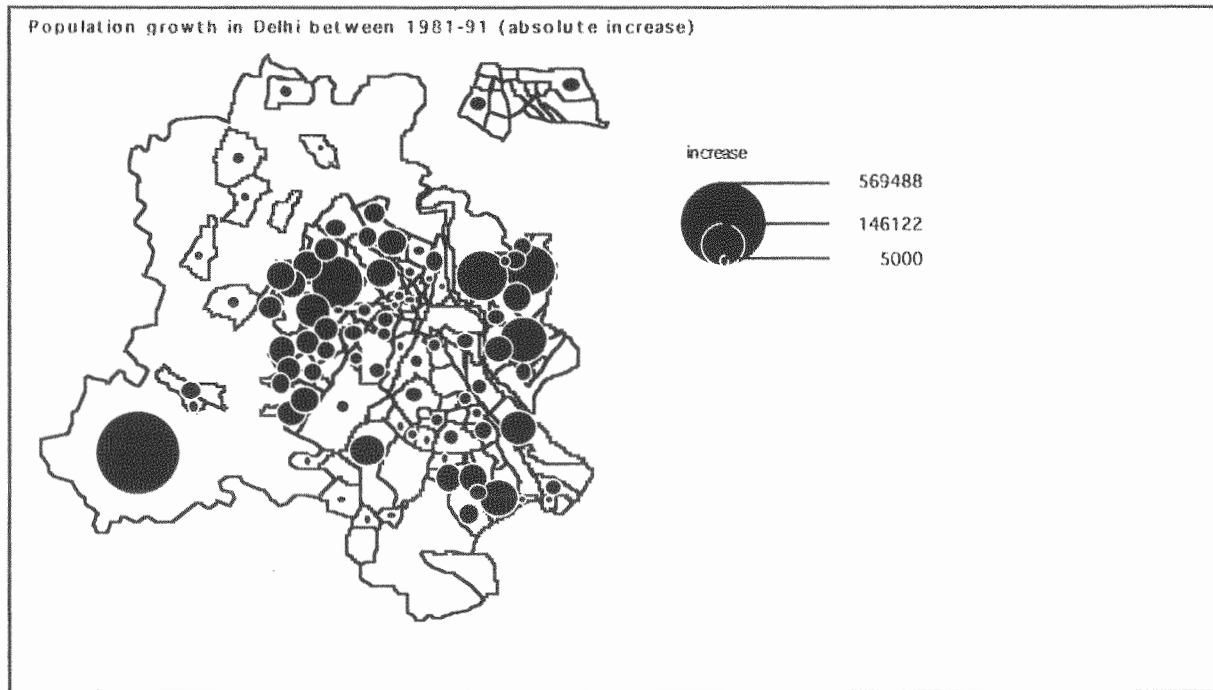 Population growth in Delhi between 1981-91 (absolute increase)
increase
569488
146122
5000